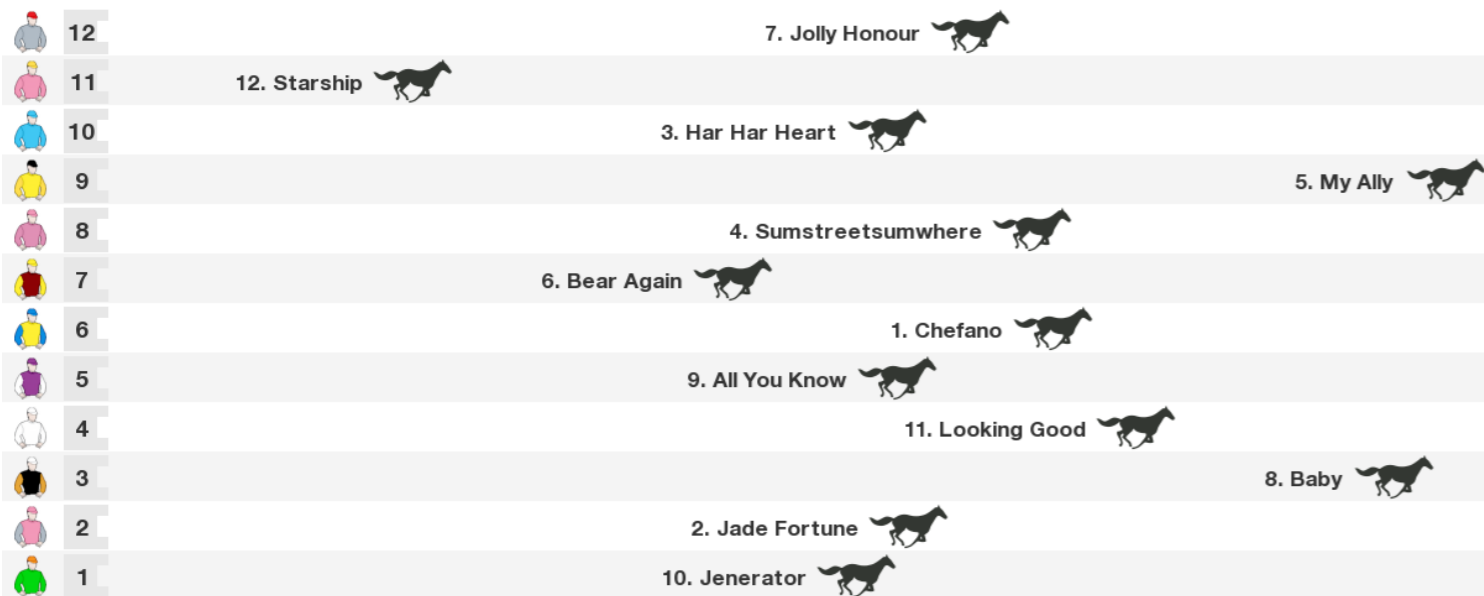 12 7. Jolly Honour
11 12. Starship
10 3. Har Har Heart
9 5. My Ally
8 4. Sumstreetsumwhere
7 6. Bear Again
6 1. Chefano
5 9. All You Know
4 11. Looking Good
3 8. Baby
2 2. Jade Fortune
1 10. Jenerator